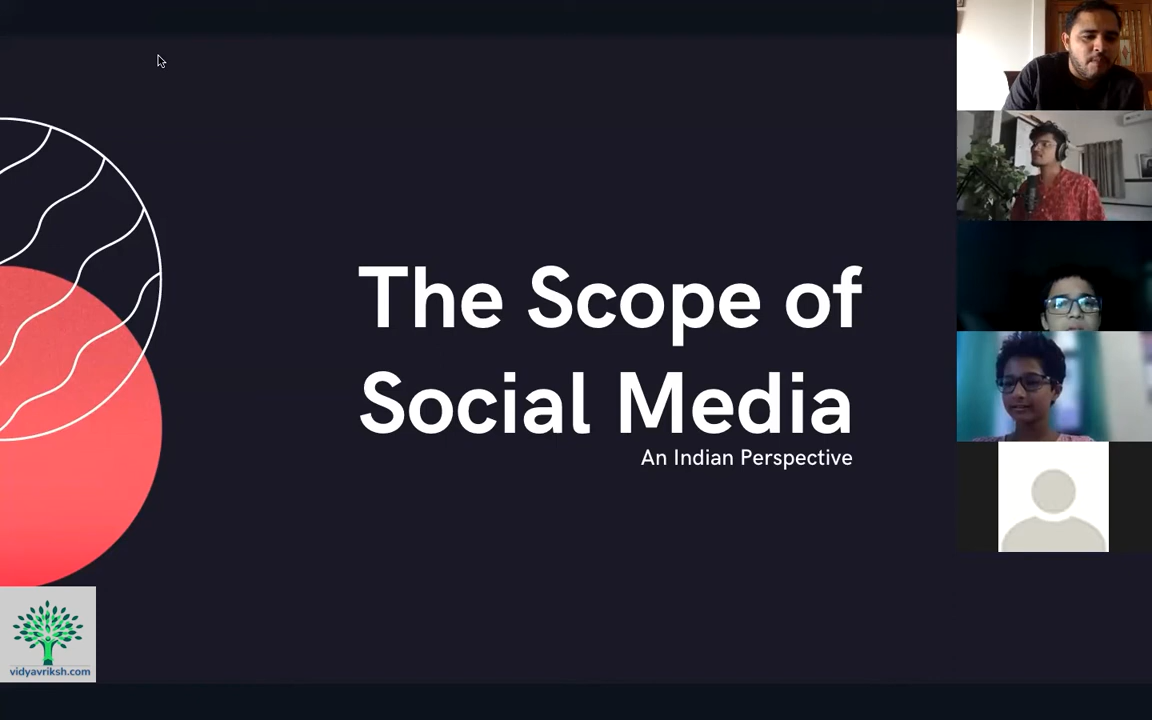 The Scope of
Social Media
An Indian Perspective
vidyavriksh.com